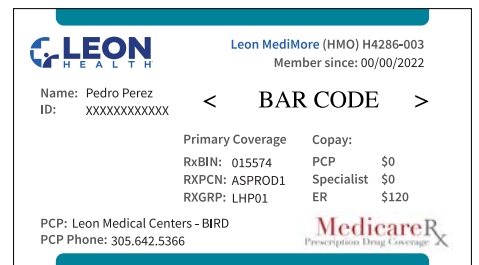 LEON
HEALTH
Leon MediMore (HMO) H4286-003
Member since: 00/00/2022
Name: Pedro Perez
ID: XXXXXXXXXXXX
< BAR CODE >
Primary Coverage
RxBIN: 015574
RXPCN: ASPROD1
RXGRP: LHP01
Copay:
PCP $0
Specialist $0
ER $120
PCP: Leon Medical Centers - BIRD
PCP Phone: 305.642.5366
MedicareRx
Prescription Drug Coverage